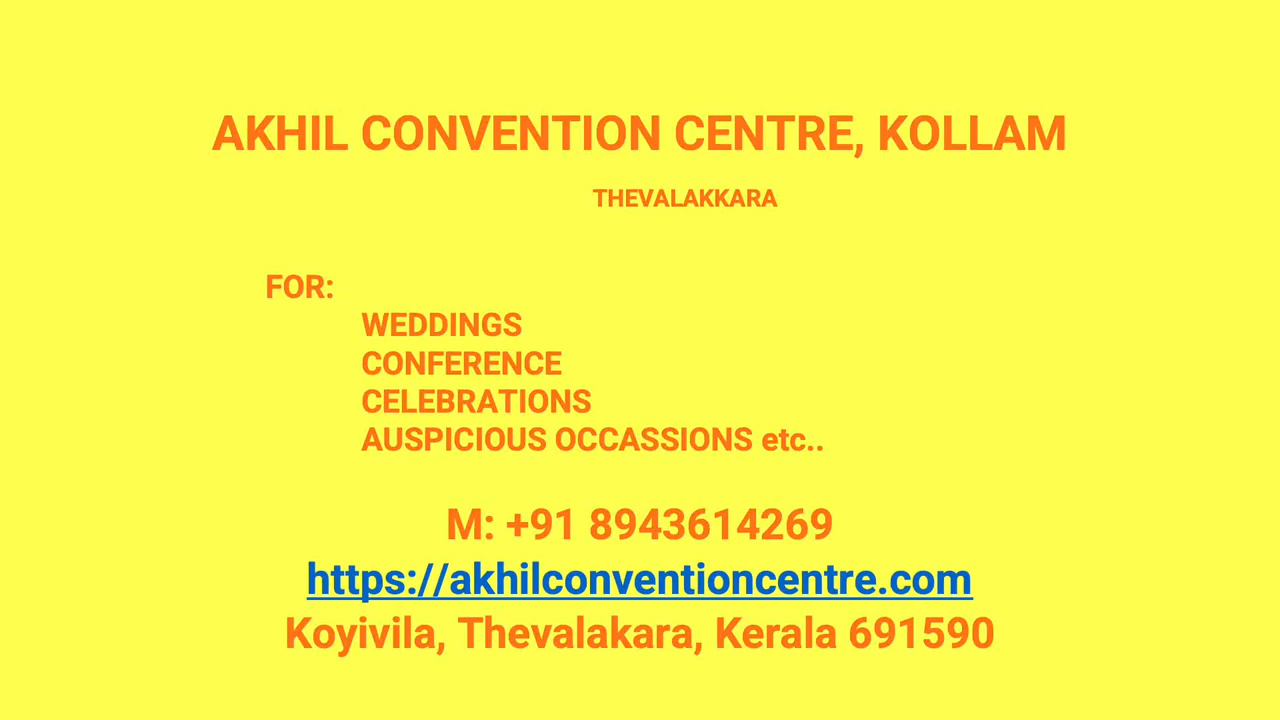 AKHIL CONVENTION CENTRE, KOLLAM
THEVALAKKARA
FOR:
WEDDINGS
CONFERENCE
CELEBRATIONS
AUSPICIOUS OCCASSIONS etc..
M: +91 8943614269
https://akhilconventioncentre.com
Koyivila, Thevalakara, Kerala 691590